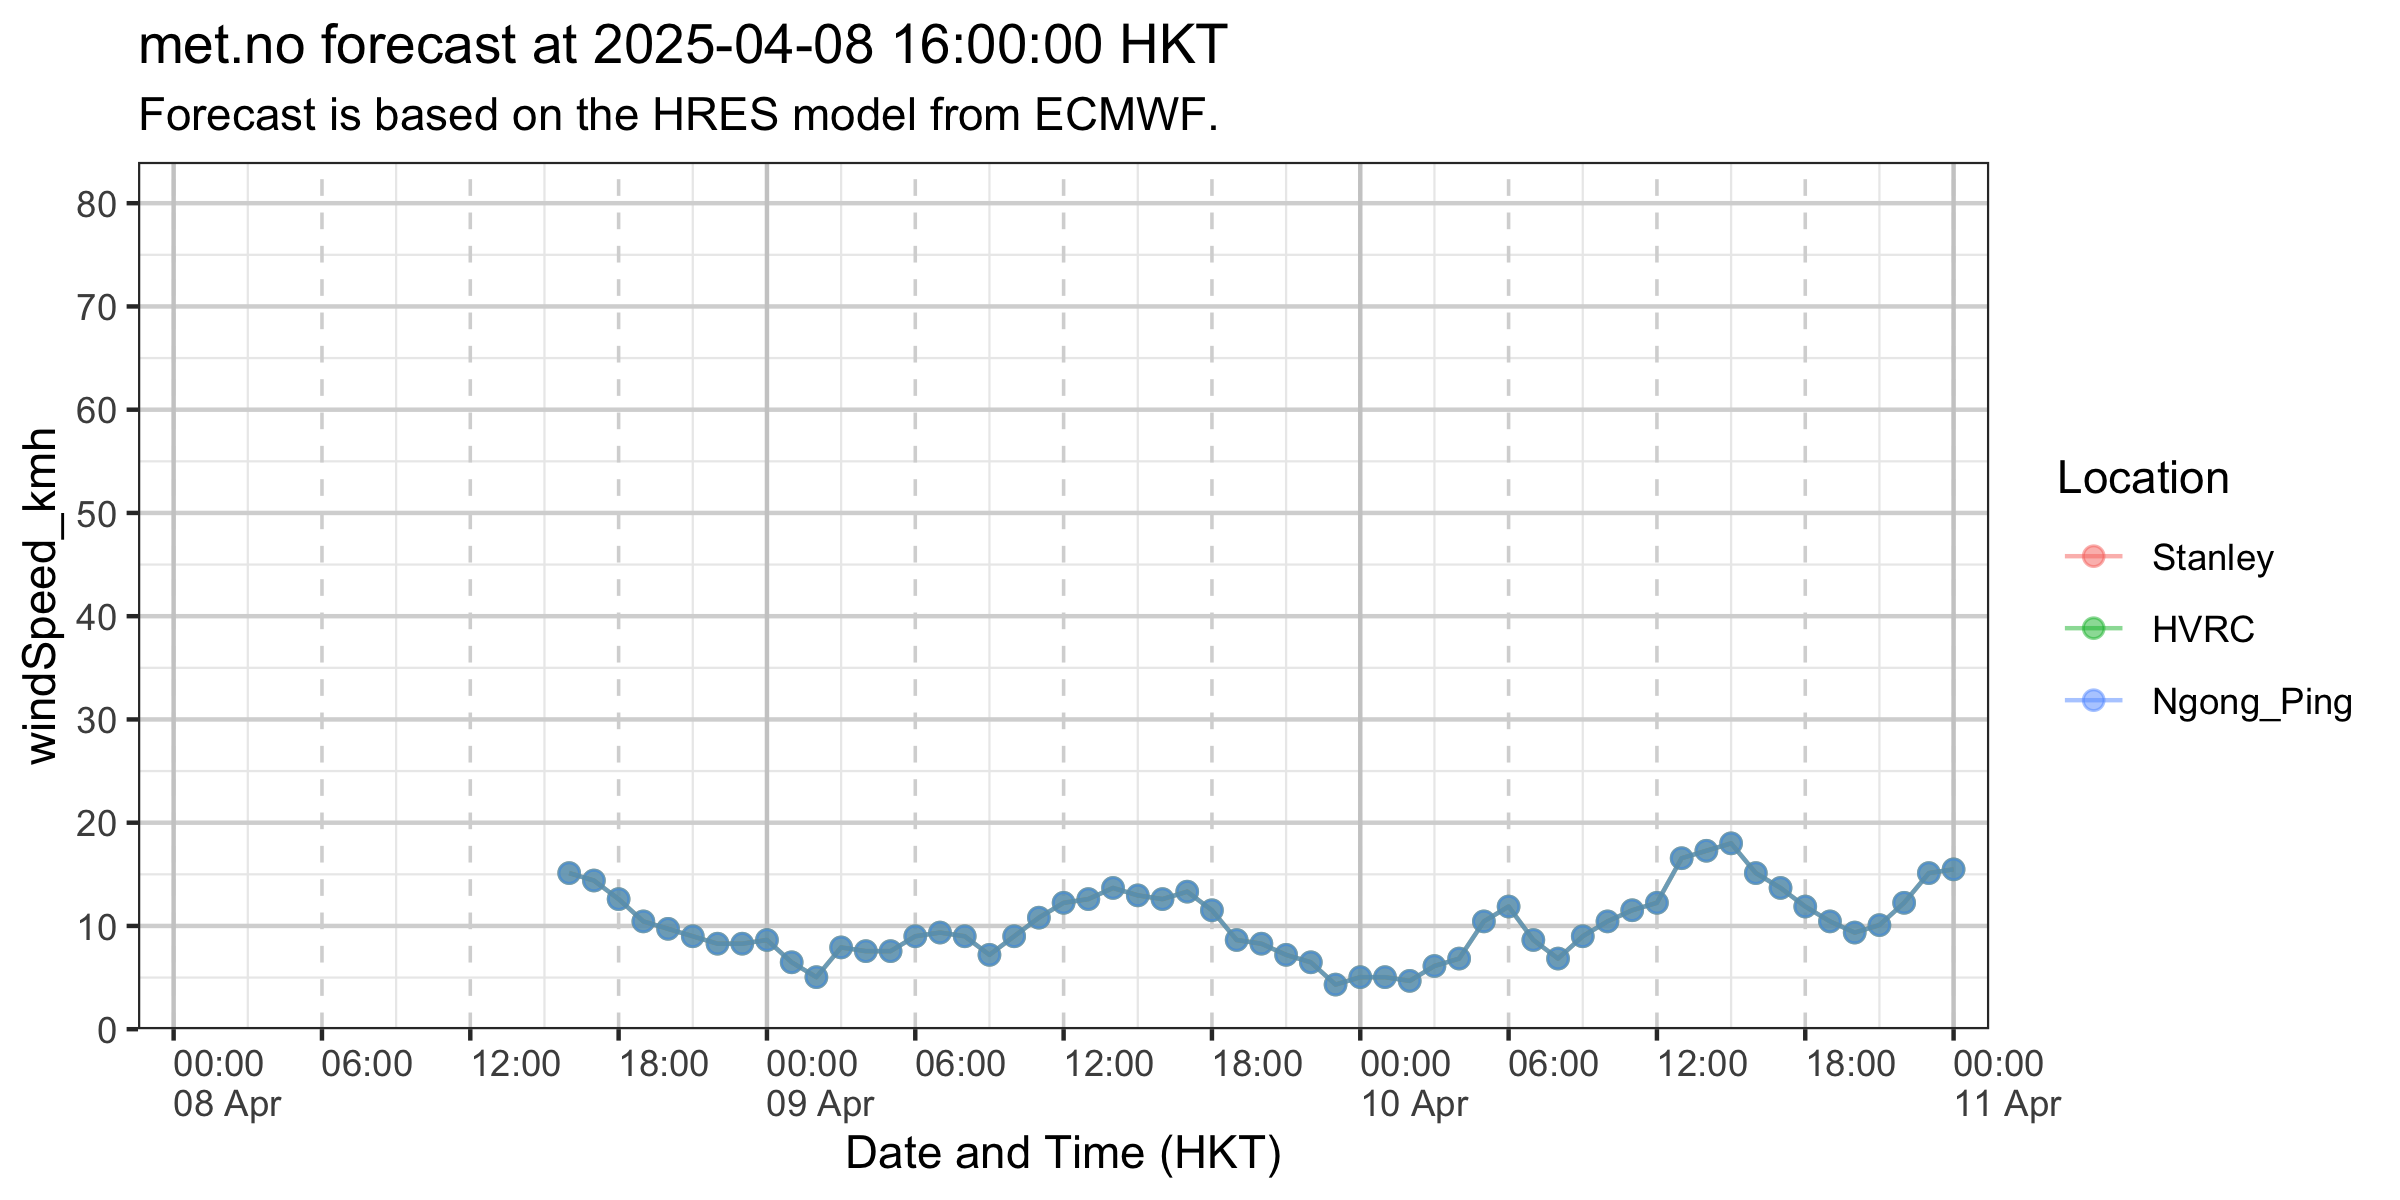 met.no forecast at 2025-04-08 16:00:00 HKT
Forecast is based on the HRES model from ECMWF.
windSpeed_kmh
80
70
60
50
40
30
20
10
0
00:00 06:00 12:00 18:00 00:00 06:00 12:00 18:00 00:00 06:00 12:00 18:00 00:00
08 Apr 09 Apr 10 Apr 11 Apr
Date and Time (HKT)
Location
Stanley
HVRC
Ngong_Ping